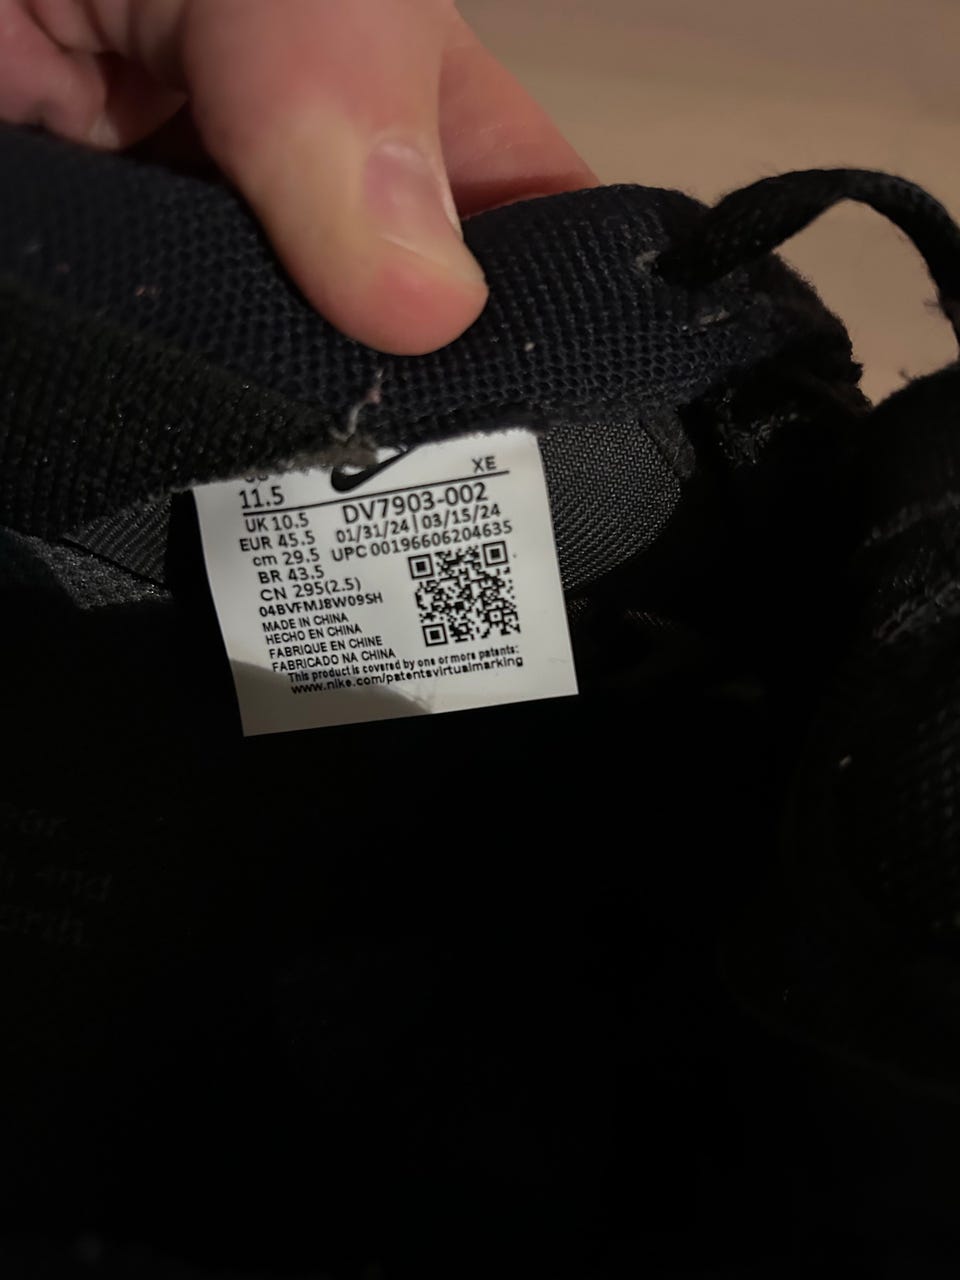 XE
11.5
DV7903-002
UK 10.5
01/31/24 | 03/15/24
EUR 45.5
UPC 00196606204635
cm 29.5
BR 43.5
CN 295(2.5)
04BVFMJ8W09SH
MADE IN CHINA
HECHO EN CHINA
FABRIQUE EN CHINE
FABRICADO NA CHINA
This product is covered by one or more patents:
www.nike.com/patentsvirtualmarking